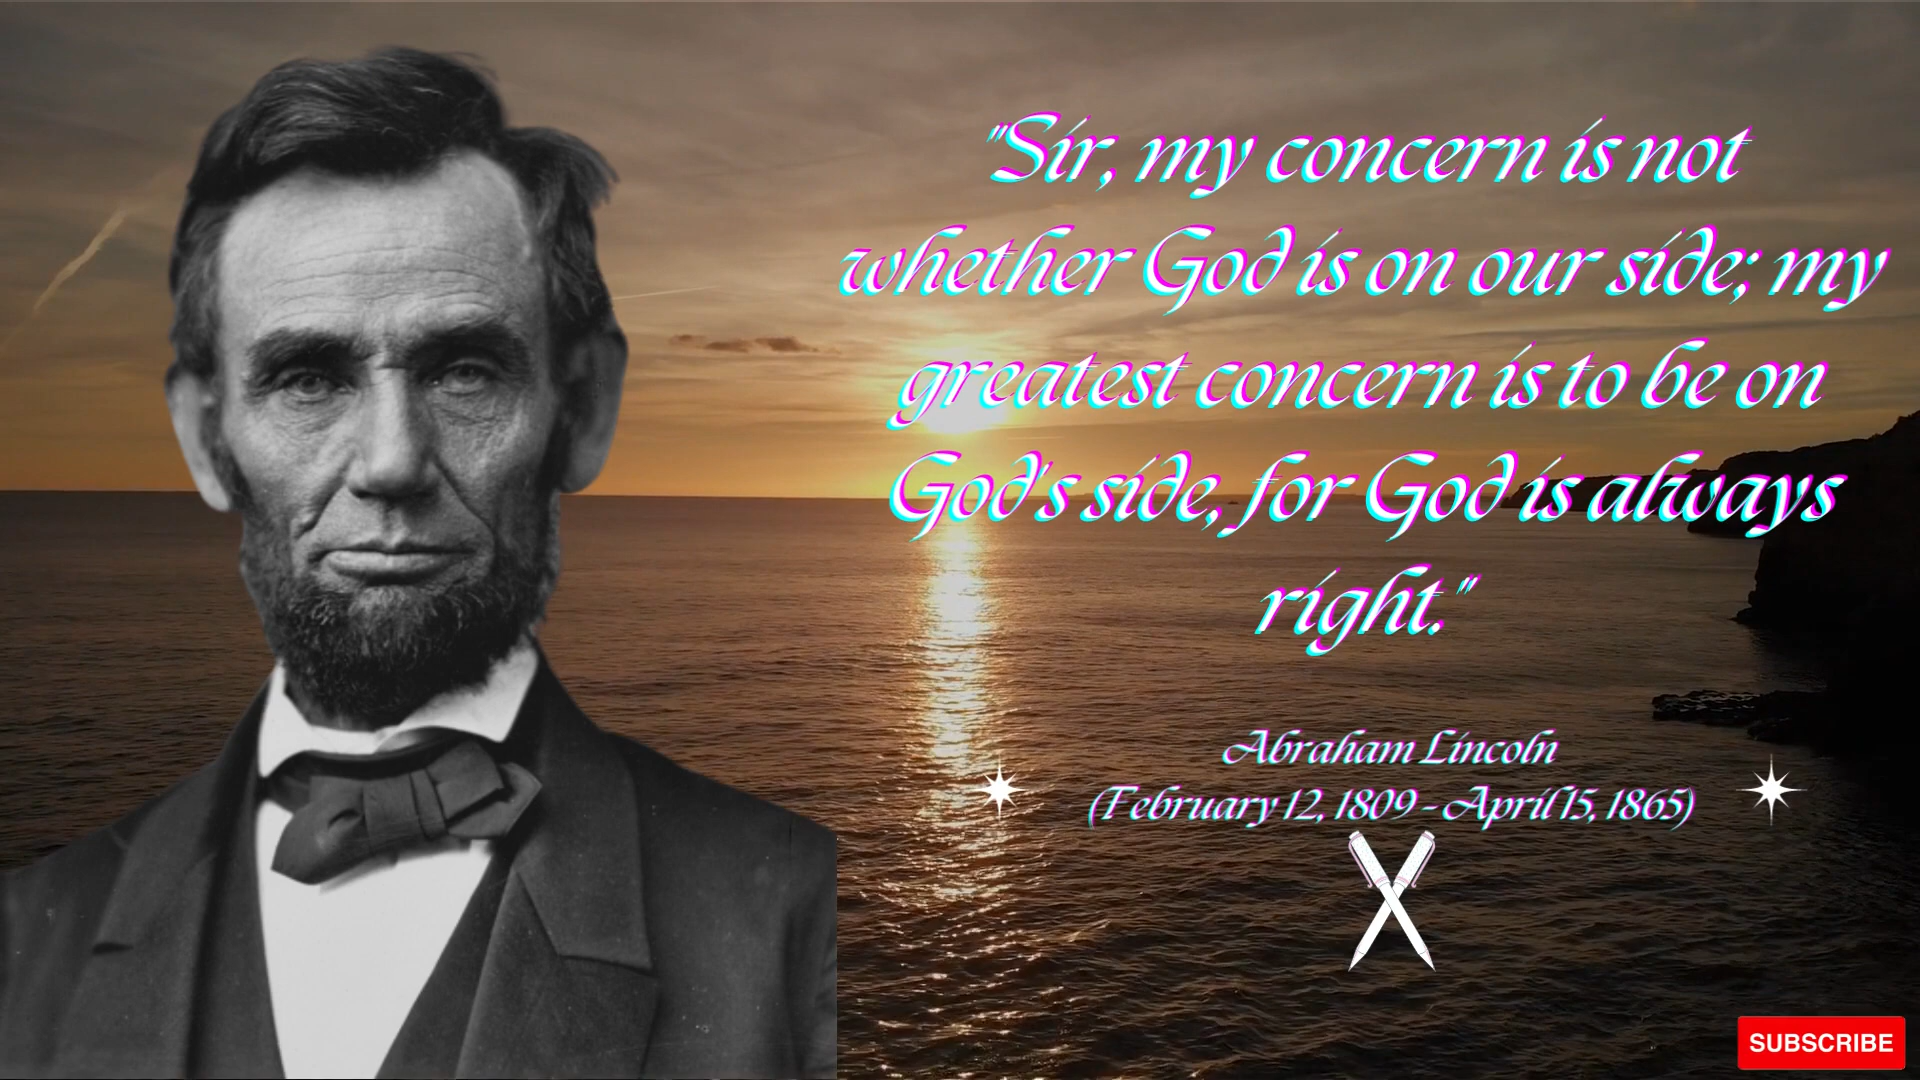 "Sir, my concern is not
whether God is on our side; my
greatest concern is to be on
God's side, for God is always
right."
Abraham Lincoln
(February 12, 1809 - April 15, 1865)
SUBSCRIBE